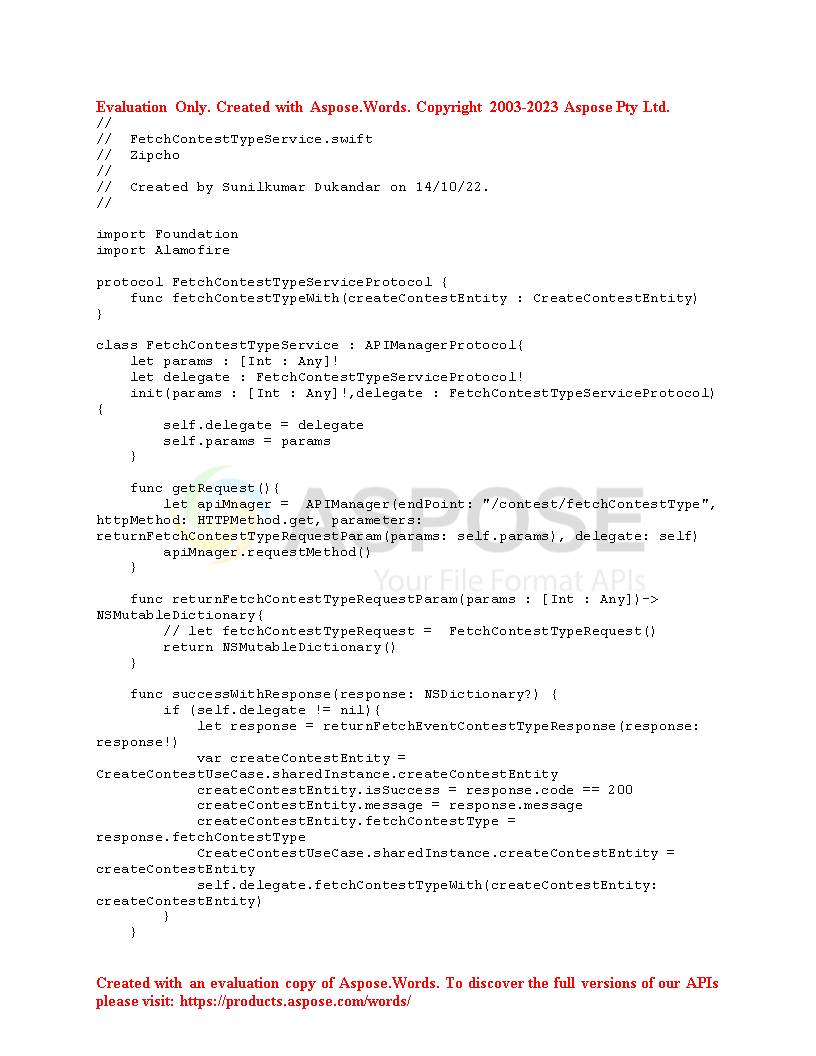 Evaluation Only. Created with Aspose.Words. Copyright 2003-2023 Aspose Pty Ltd.
//
//  FetchContestTypeService.swift
//  Zipcho
//
//  Created by Sunilkumar Dukandar on 14/10/22.
//
import Foundation
import Alamofire
protocol FetchContestTypeServiceProtocol {
    func fetchContestTypeWith(createContestEntity : CreateContestEntity)
}
class FetchContestTypeService : APIManagerProtocol{
    let params : [Int : Any]!
    let delegate : FetchContestTypeServiceProtocol!
    init(params : [Int : Any]!,delegate : FetchContestTypeServiceProtocol)
{
        self.delegate = delegate
        self.params = params
    }
    func getRequest(){
        let apiMnager =  APIManager(endPoint: "/contest/fetchContestType",
httpMethod: HTTPMethod.get, parameters:
returnFetchContestTypeRequestParam(params: self.params), delegate: self)
        apiMnager.requestMethod()
    }
ASPOSE
Your File Format APIs
    func returnFetchContestTypeRequestParam(params : [Int : Any])->
NSMutableDictionary{
        // let fetchContestTypeRequest =  FetchContestTypeRequest()
        return NSMutableDictionary()
    }
    func successWithResponse(response: NSDictionary?) {
        if (self.delegate != nil){
            let response = returnFetchEventContestTypeResponse(response:
response!)
            var createContestEntity =
CreateContestUseCase.sharedInstance.createContestEntity
            createContestEntity.isSuccess = response.code == 200
            createContestEntity.message = response.message
            createContestEntity.fetchContestType =
response.fetchContestType
            CreateContestUseCase.sharedInstance.createContestEntity =
createContestEntity
            self.delegate.fetchContestTypeWith(createContestEntity:
createContestEntity)
        }
    }
Created with an evaluation copy of Aspose.Words. To discover the full versions of our APIs
please visit: https://products.aspose.com/words/